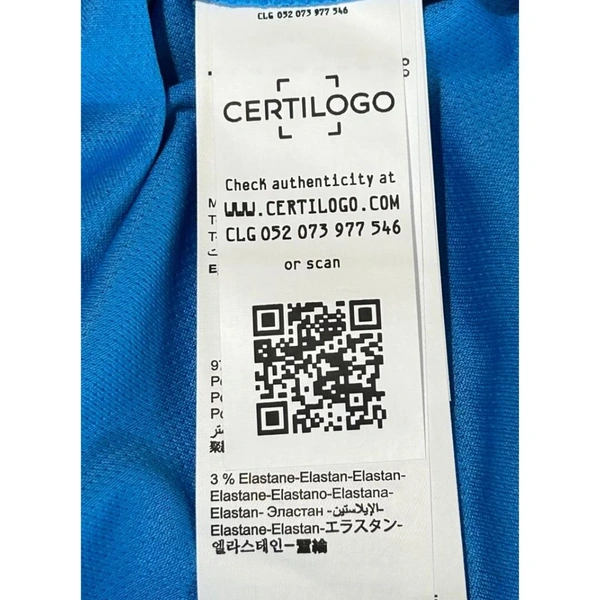 CLG 052 073 977 546
CERTILOGO
Check authenticity at
WWW.CERTILOGO.COM
CLG 052 073 977 546
or scan
3 % Elastane-Elastan-Elastan-
Elastane-Elastano-Elastana-
Elastan- Эластан -الإيلاستين-
Elastane-Elastan-エラスタン-
엘라스테인-